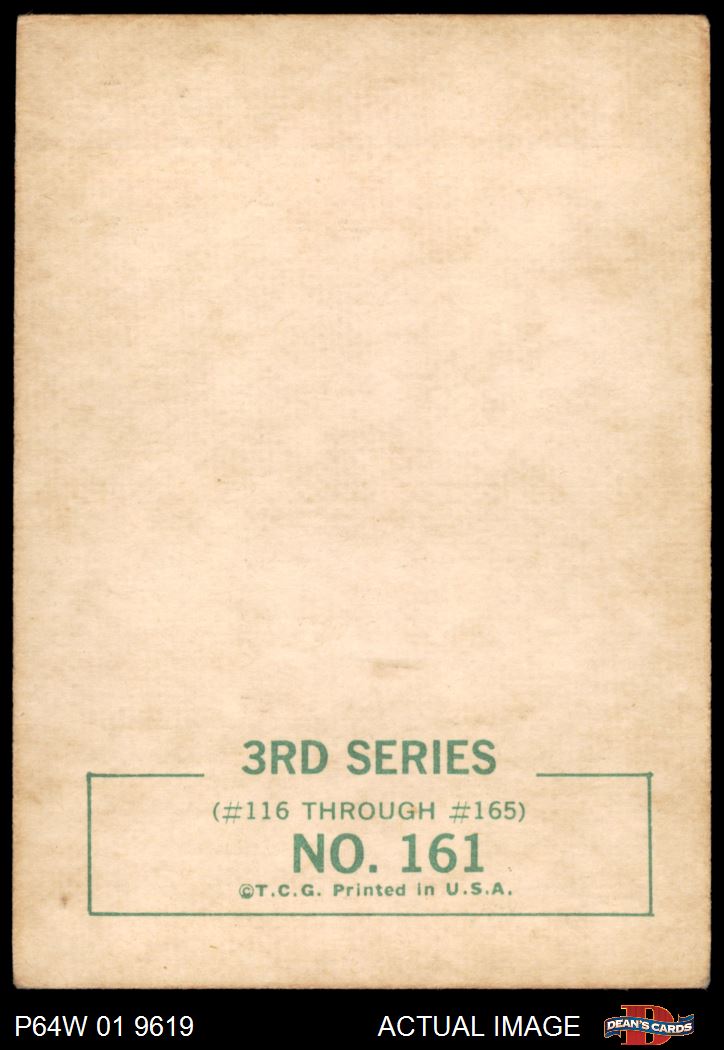 3RD SERIES
(#116 THROUGH #165)
NO. 161
©T.C.G. Printed in U.S.A.
P64W 01 9619
ACTUAL IMAGE
D
DEAN'S CARDS